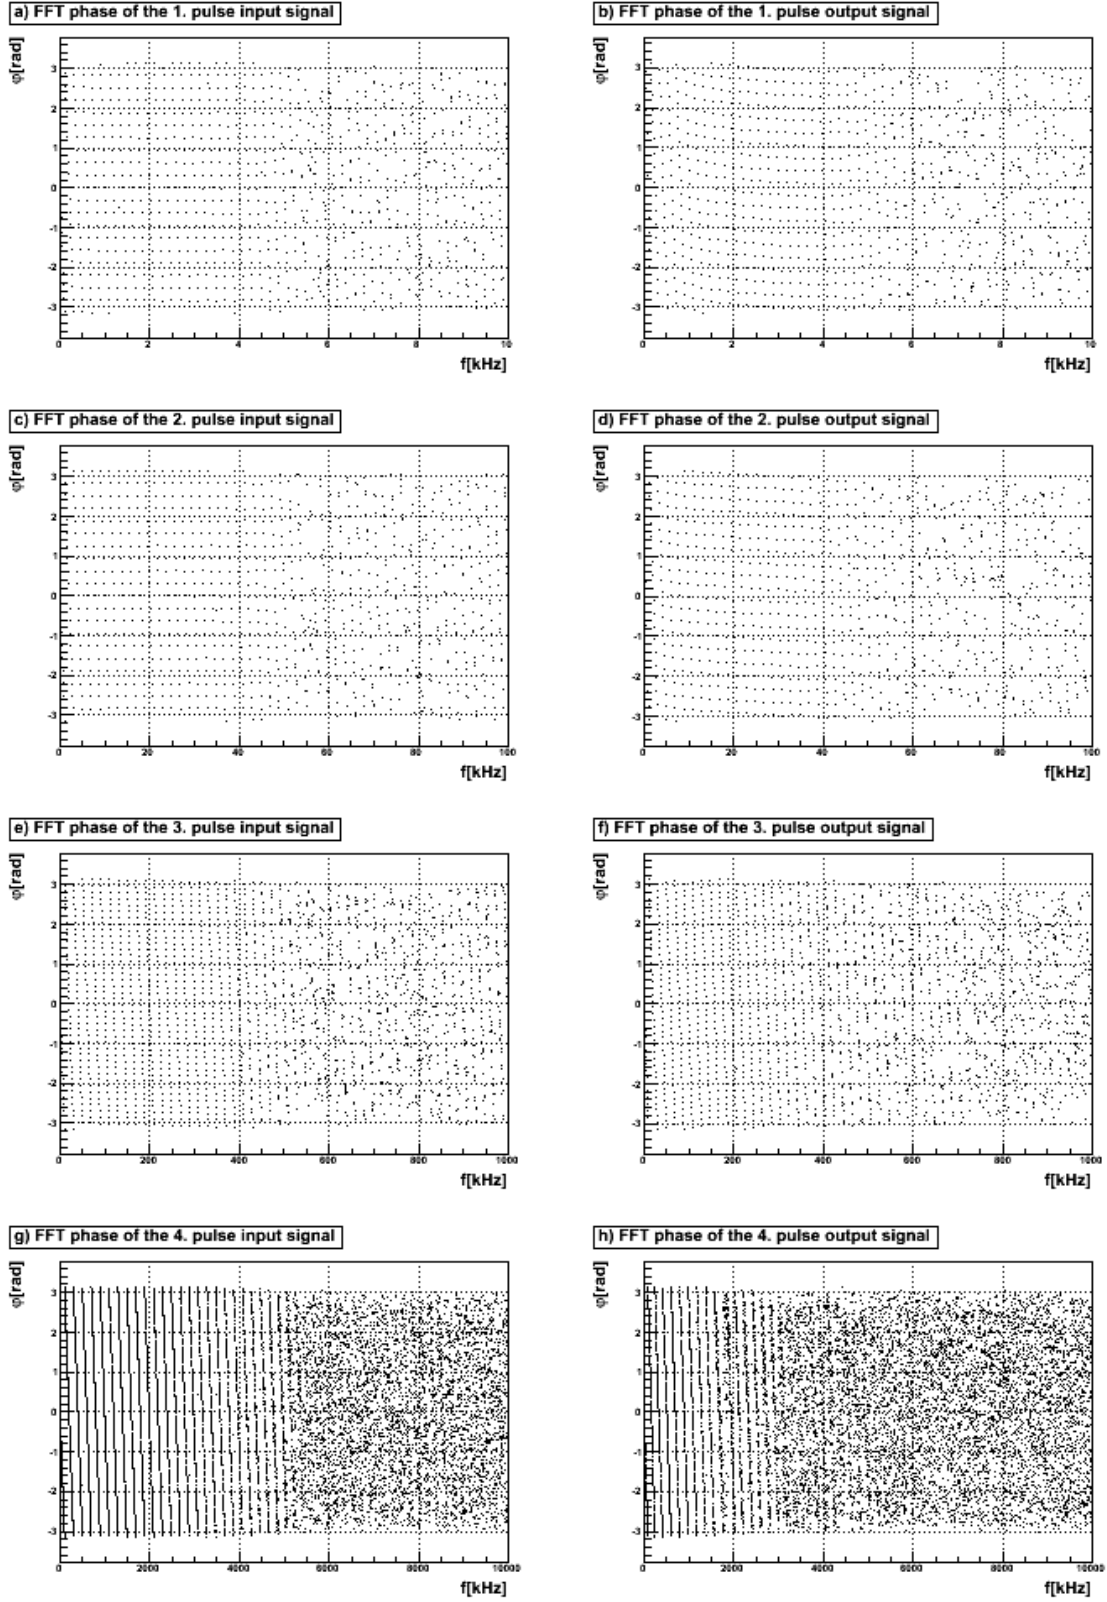 a) FFT phase of the 1. pulse input signal
φ[rad]
3
2
1
0
-1
-2
-3
0 2 4 6 8 10
f[kHz]
b) FFT phase of the 1. pulse output signal
φ[rad]
3
2
1
0
-1
-2
-3
0 2 4 6 8 10
f[kHz]
c) FFT phase of the 2. pulse input signal
φ[rad]
3
2
1
0
-1
-2
-3
0 20 40 60 80 100
f[kHz]
d) FFT phase of the 2. pulse output signal
φ[rad]
3
2
1
0
-1
-2
-3
0 20 40 60 80 100
f[kHz]
e) FFT phase of the 3. pulse input signal
φ[rad]
3
2
1
0
-1
-2
-3
0 200 400 600 800 1000
f[kHz]
f) FFT phase of the 3. pulse output signal
φ[rad]
3
2
1
0
-1
-2
-3
0 200 400 600 800 1000
f[kHz]
g) FFT phase of the 4. pulse input signal
φ[rad]
3
2
1
0
-1
-2
-3
0 2000 4000 6000 8000 10000
f[kHz]
h) FFT phase of the 4. pulse output signal
φ[rad]
3
2
1
0
-1
-2
-3
0 2000 4000 6000 8000 10000
f[kHz]